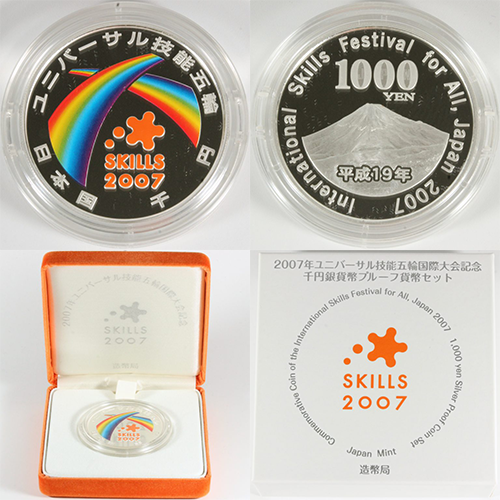 ユニバーサル技能五輪
SKILLS
2007
日本国 千円
International Skills Festival for All, Japan 2007
1000
YEN
平成19年
2007年ユニバーサル技能五輪国際大会記念
SKILLS
2007
SKILLS
2007
2007年ユニバーサル技能五輪国際大会記念
千円銀貨幣プルーフ貨幣セット
Commemorative Coin of the International Skills Festival for All, Japan 2007 1,000 yen Silver Proof Coin Set
SKILLS
2007
Japan Mint
造幣局